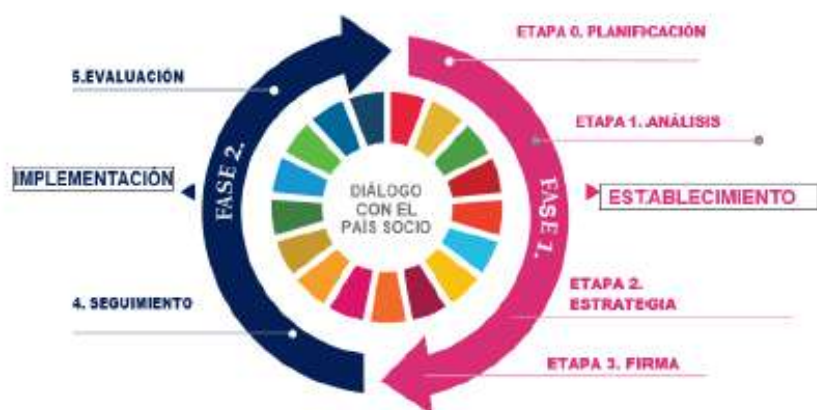 ETAPA 0. PLANIFICACIÓN
5.EVALUACIÓN
ETAPA 1. ANÁLISIS
FASE 2.
IMPLEMENTACIÓN
DIÁLOGO
CON EL
PAÍS SOCIO
FASE 1.
ESTABLECIMIENTO
4. SEGUIMIENTO
ETAPA 2.
ESTRATEGIA
ETAPA 3. FIRMA